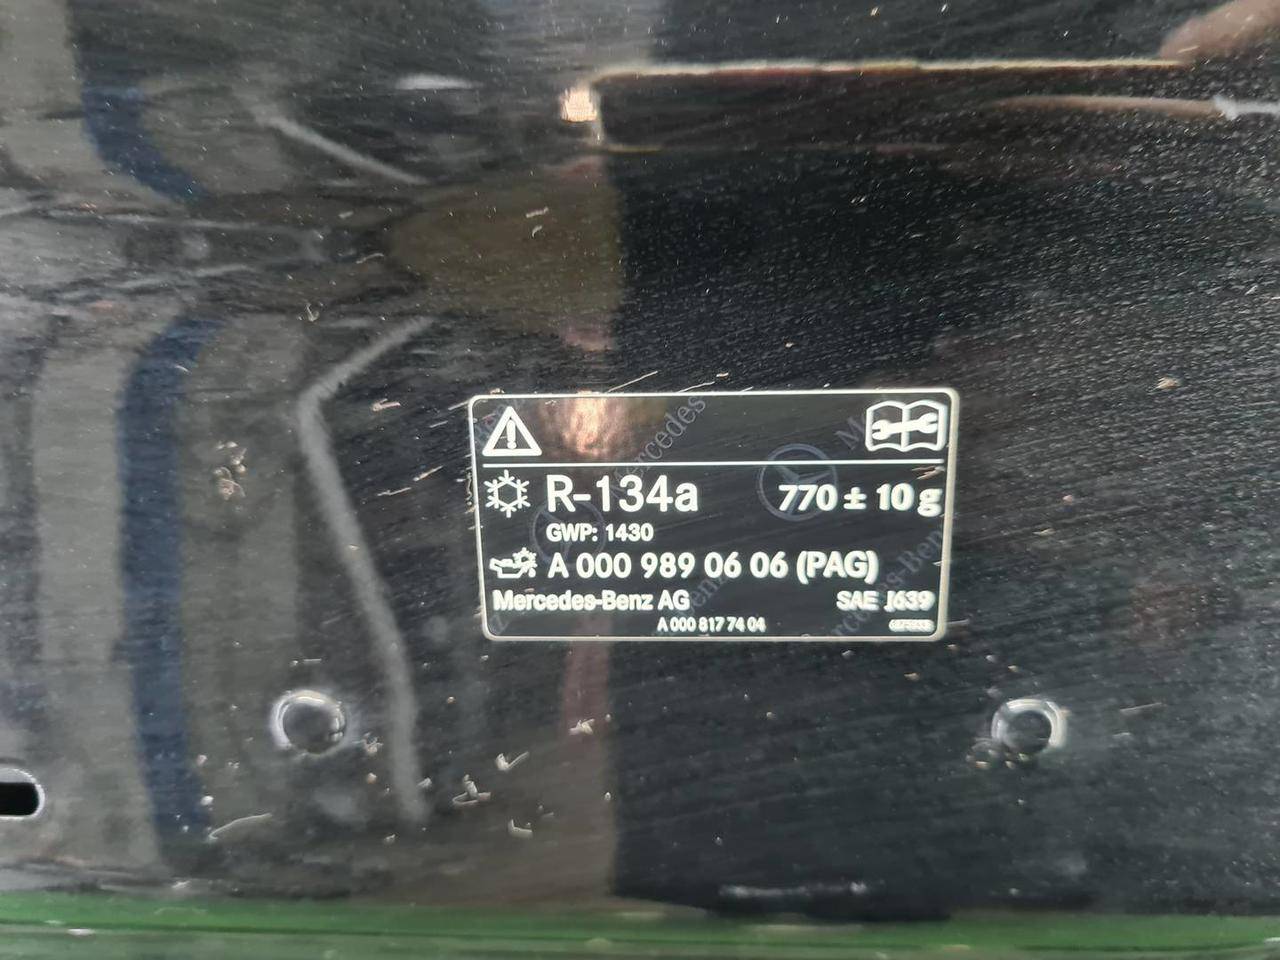 R-134a 770 ± 10 g
GWP: 1430
A 000 989 06 06 (PAG)
Mercedes-Benz AG SAE J639
A 000 817 74 04